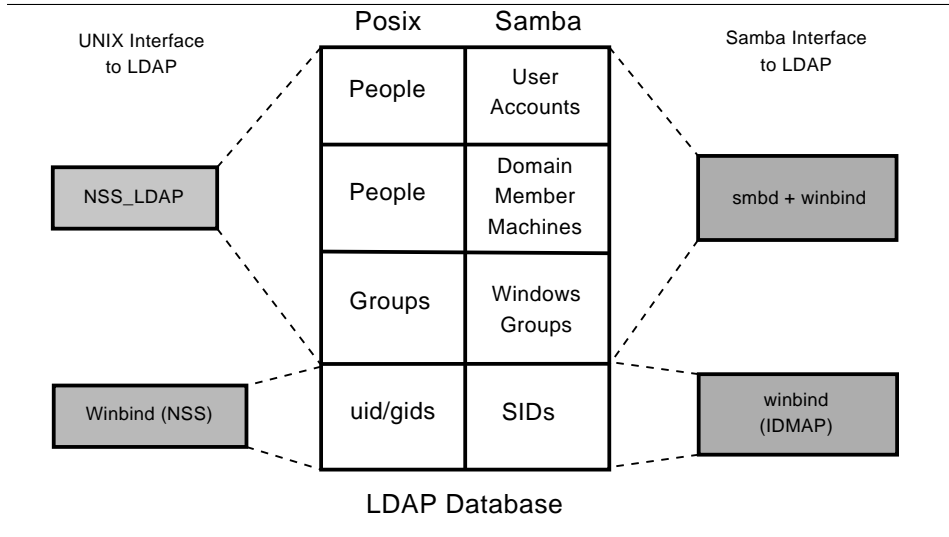 Posix Samba
UNIX Interface
to LDAP
Samba Interface
to LDAP
People
User
Accounts
NSS_LDAP
People
Domain
Member
Machines
smbd + winbind
Groups
Windows
Groups
Winbind (NSS)
uid/gids
SIDs
winbind
(IDMAP)
LDAP Database